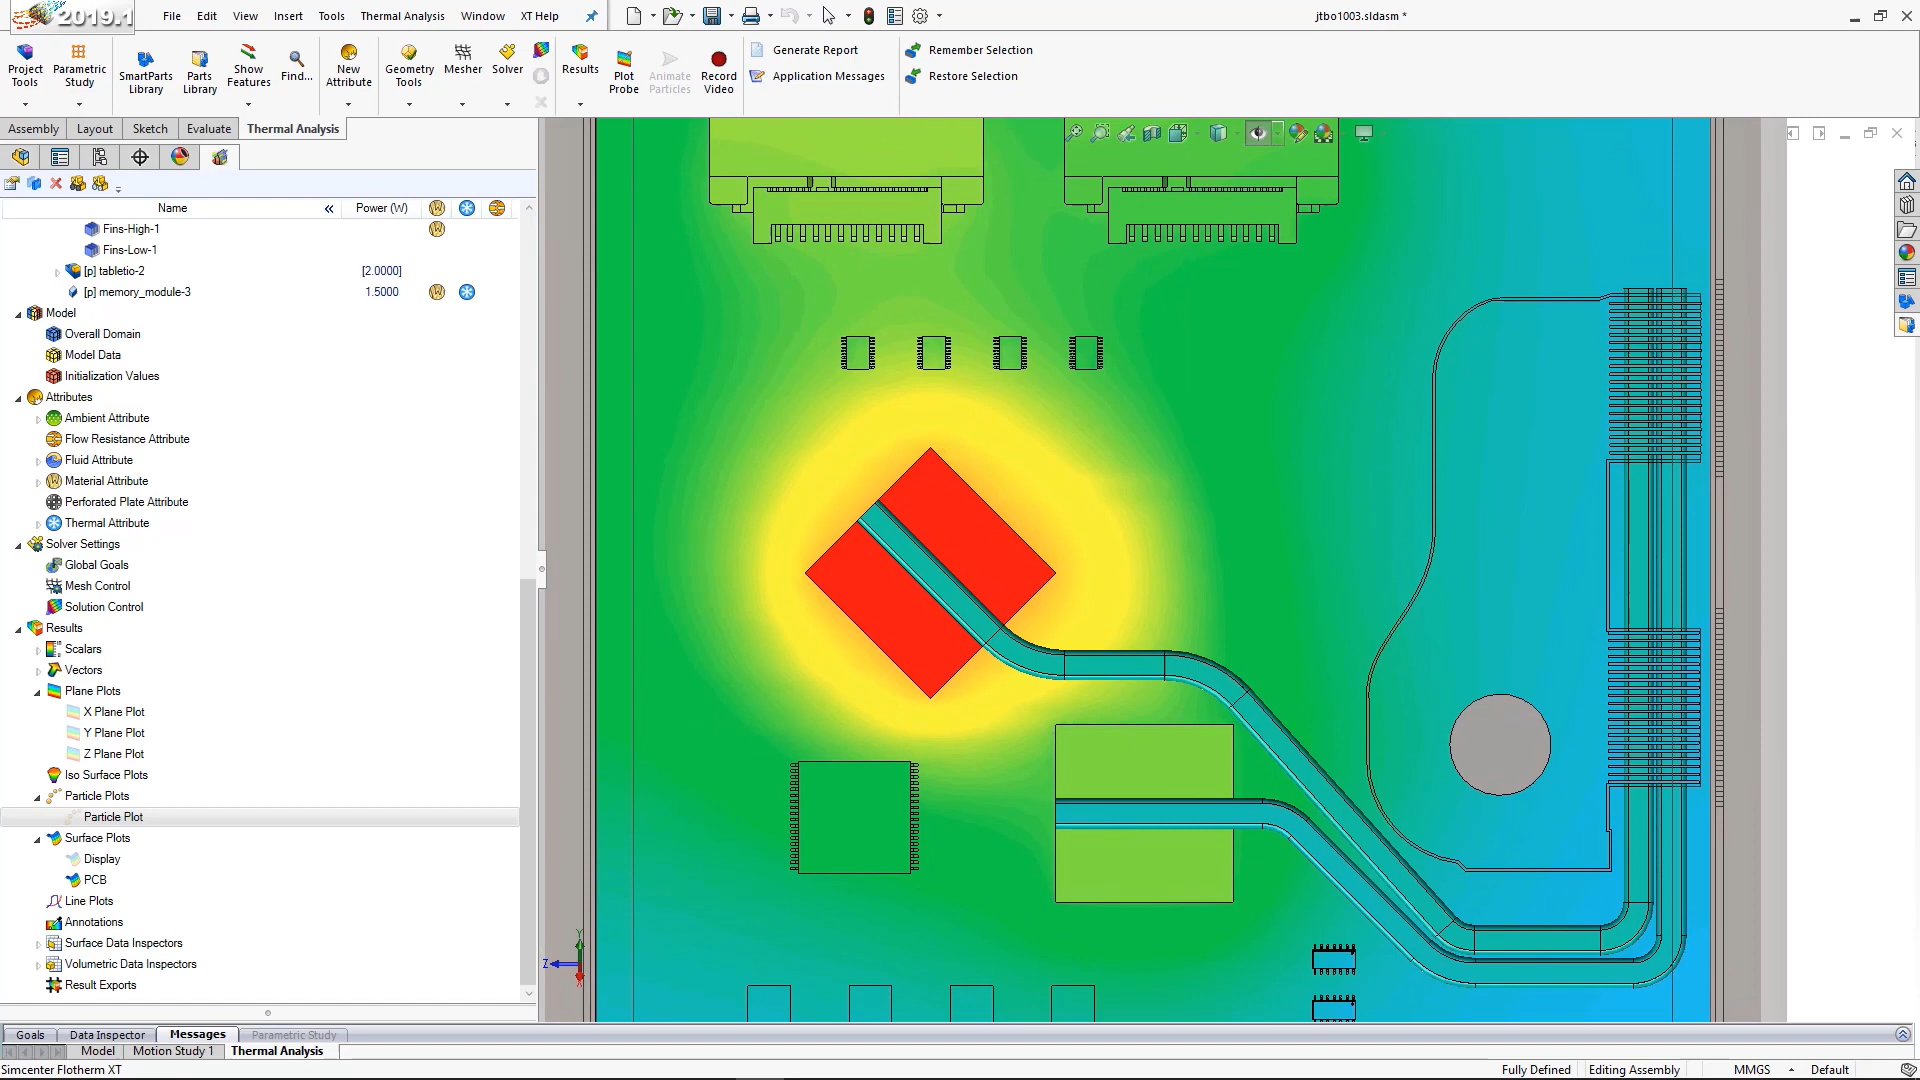 2019.1
File Edit View Insert Tools Thermal Analysis Window XT Help
jtbo1003.sldasm *
Project Tools
Parametric Study
SmartParts Library
Parts Library
Show Features
Find...
New Attribute
Geometry Tools
Mesher
Solver
Results
Plot Probe
Animate Particles
Record Video
Generate Report
Application Messages
Remember Selection
Restore Selection
Assembly Layout Sketch Evaluate Thermal Analysis
Name « Power (W)
Fins-High-1
Fins-Low-1
[p] tabletio-2 [2.0000]
[p] memory_module-3 1.5000
Model
Overall Domain
Model Data
Initialization Values
Attributes
Ambient Attribute
Flow Resistance Attribute
Fluid Attribute
Material Attribute
Perforated Plate Attribute
Thermal Attribute
Solver Settings
Global Goals
Mesh Control
Solution Control
Results
Scalars
Vectors
Plane Plots
X Plane Plot
Y Plane Plot
Z Plane Plot
Iso Surface Plots
Particle Plots
Particle Plot
Surface Plots
Display
PCB
Line Plots
Annotations
Surface Data Inspectors
Volumetric Data Inspectors
Result Exports
Y
Z
X
Goals Data Inspector Messages Parametric Study
Model Motion Study 1 Thermal Analysis
Simcenter Flotherm XT Fully Defined Editing Assembly MMGS Default